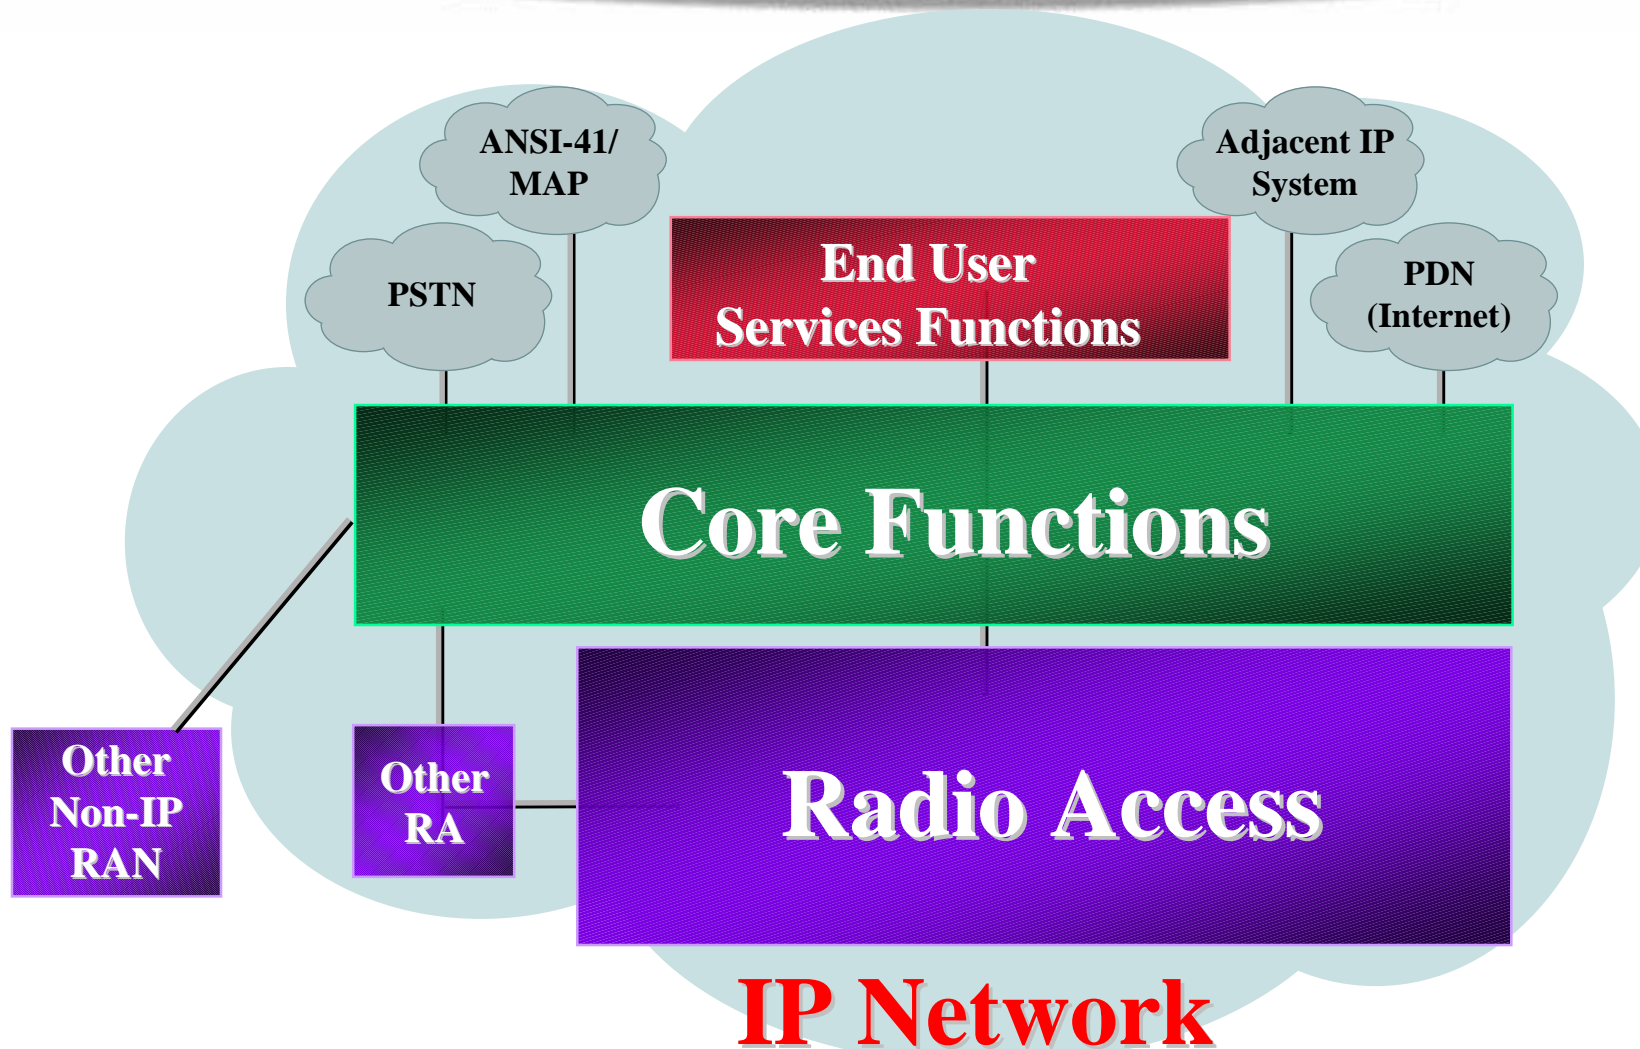 ANSI-41/
MAP
Adjacent IP
System
PSTN
End User
Services Functions
PDN
(Internet)
Core Functions
Other
Non-IP
RAN
Other
RA
Radio Access
IP Network